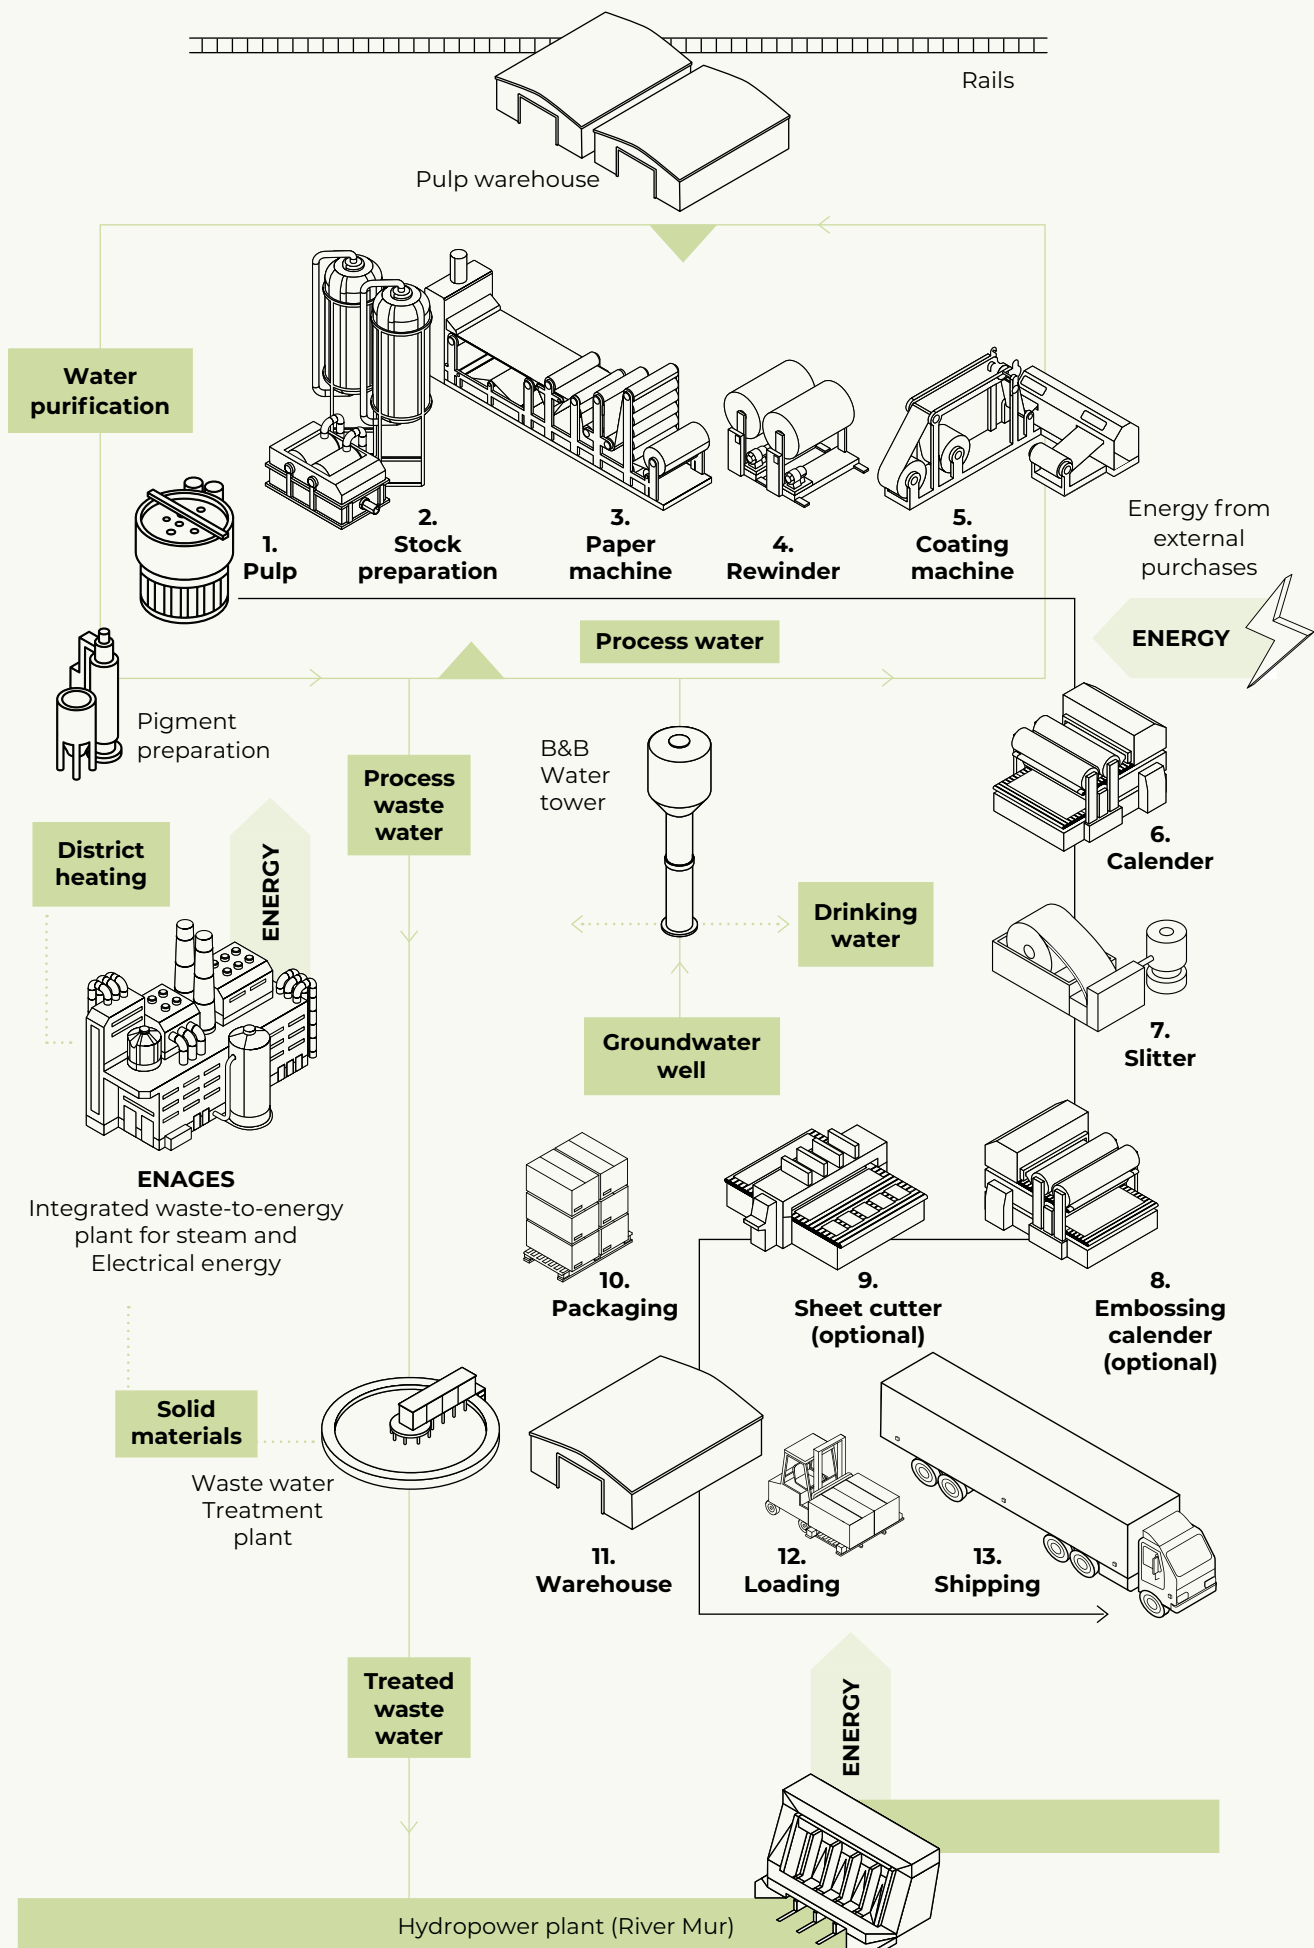 Rails
Pulp warehouse
Water
purification
1.
Pulp
2.
Stock
preparation
3.
Paper
machine
4.
Rewinder
5.
Coating
machine
Energy from
external
purchases
ENERGY
Process water
Pigment
preparation
Process
waste
water
B&B
Water
tower
6.
Calender
District
heating
ENERGY
Drinking
water
7.
Slitter
Groundwater
well
ENAGES
Integrated waste-to-energy
plant for steam and
Electrical energy
10.
Packaging
9.
Sheet cutter
(optional)
8.
Embossing
calender
(optional)
Solid
materials
Waste water
Treatment
plant
11.
Warehouse
12.
Loading
13.
Shipping
Treated
waste
water
ENERGY
Hydropower plant (River Mur)